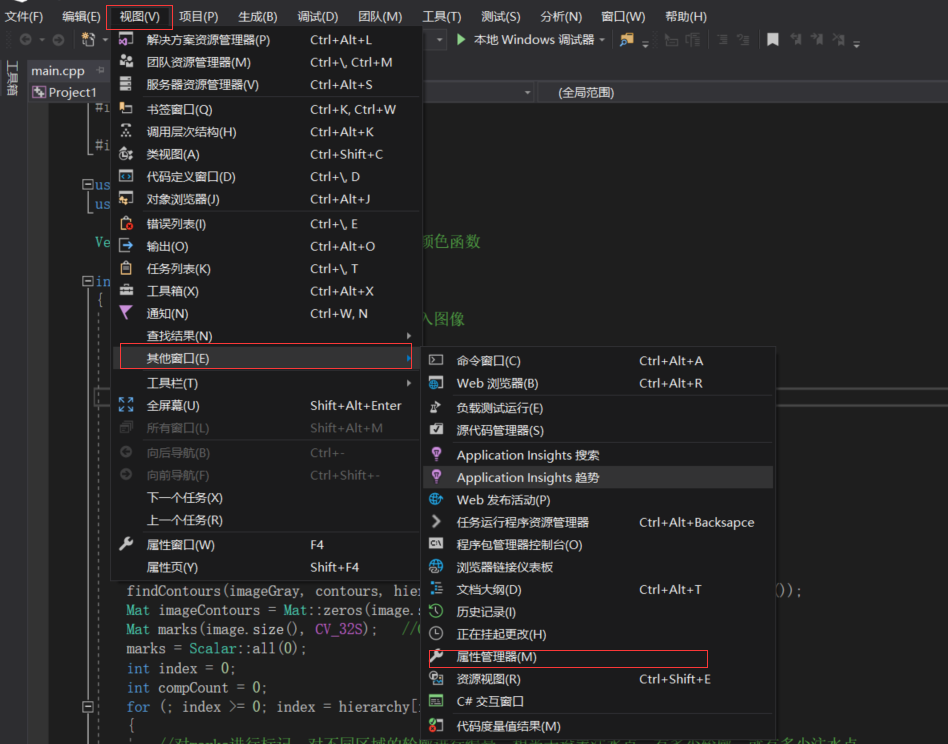 文件(F) 编辑(E) 视图(V) 项目(P) 生成(B) 调试(D) 团队(M) 工具(T) 测试(S) 分析(N) 窗口(W) 帮助(H)
本地 Windows 调试器
工具箱
main.cpp
Project1
(全局范围)
解决方案资源管理器(P) Ctrl+Alt+L
团队资源管理器(M) Ctrl+\, Ctrl+M
服务器资源管理器(V) Ctrl+Alt+S
书签窗口(Q) Ctrl+K, Ctrl+W
调用层次结构(H) Ctrl+Alt+K
类视图(A) Ctrl+Shift+C
代码定义窗口(D) Ctrl+\, D
对象浏览器(J) Ctrl+Alt+J
错误列表(I) Ctrl+\, E
输出(O) Ctrl+Alt+O
任务列表(K) Ctrl+\, T
工具箱(X) Ctrl+Alt+X
通知(N) Ctrl+W, N
查找结果(N)
其他窗口(E)
工具栏(T)
全屏幕(U) Shift+Alt+Enter
所有窗口(L) Shift+Alt+M
向后导航(B) Ctrl+-
向前导航(F) Ctrl+Shift+-
下一个任务(X)
上一个任务(R)
属性窗口(W) F4
属性页(Y) Shift+F4
命令窗口(C) Ctrl+Alt+A
Web 浏览器(B) Ctrl+Alt+R
负载测试运行(E)
源代码管理器(S)
Application Insights 搜索
Application Insights 趋势
Web 发布活动(P)
任务运行程序资源管理器 Ctrl+Alt+Backsapce
程序包管理器控制台(O)
浏览器链接仪表板
文档大纲(D) Ctrl+Alt+T
历史记录(I)
正在挂起更改(H)
属性管理器(M)
资源视图(R) Ctrl+Shift+E
C# 交互窗口
代码度量值结果(M)
#i
#i
us
us
Ve 颜色函数
in
{
入图像
findContours(imageGray, contours, hier ());
Mat imageContours = Mat::zeros(image.s
Mat marks(image.size(), CV_32S); //
marks = Scalar::all(0);
int index = 0;
int compCount = 0;
for (; index >= 0; index = hierarchy[
{